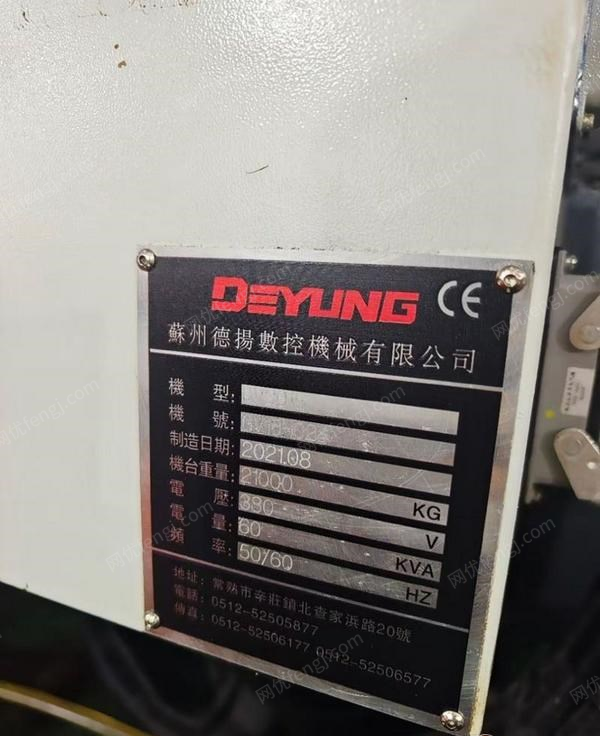 DEYUNG CE
蘇州德揚數控機械有限公司
機 型:
機 號:
制造日期: 2021.08
機台重量: 21000 KG
電 壓: 380 V
電 量: 60 KVA
頻 率: 50/60 HZ
地址: 常熟市辛莊鎮北查家浜路20號
電話: 0512-52505877
傳真: 0512-52506177 0512-52506577